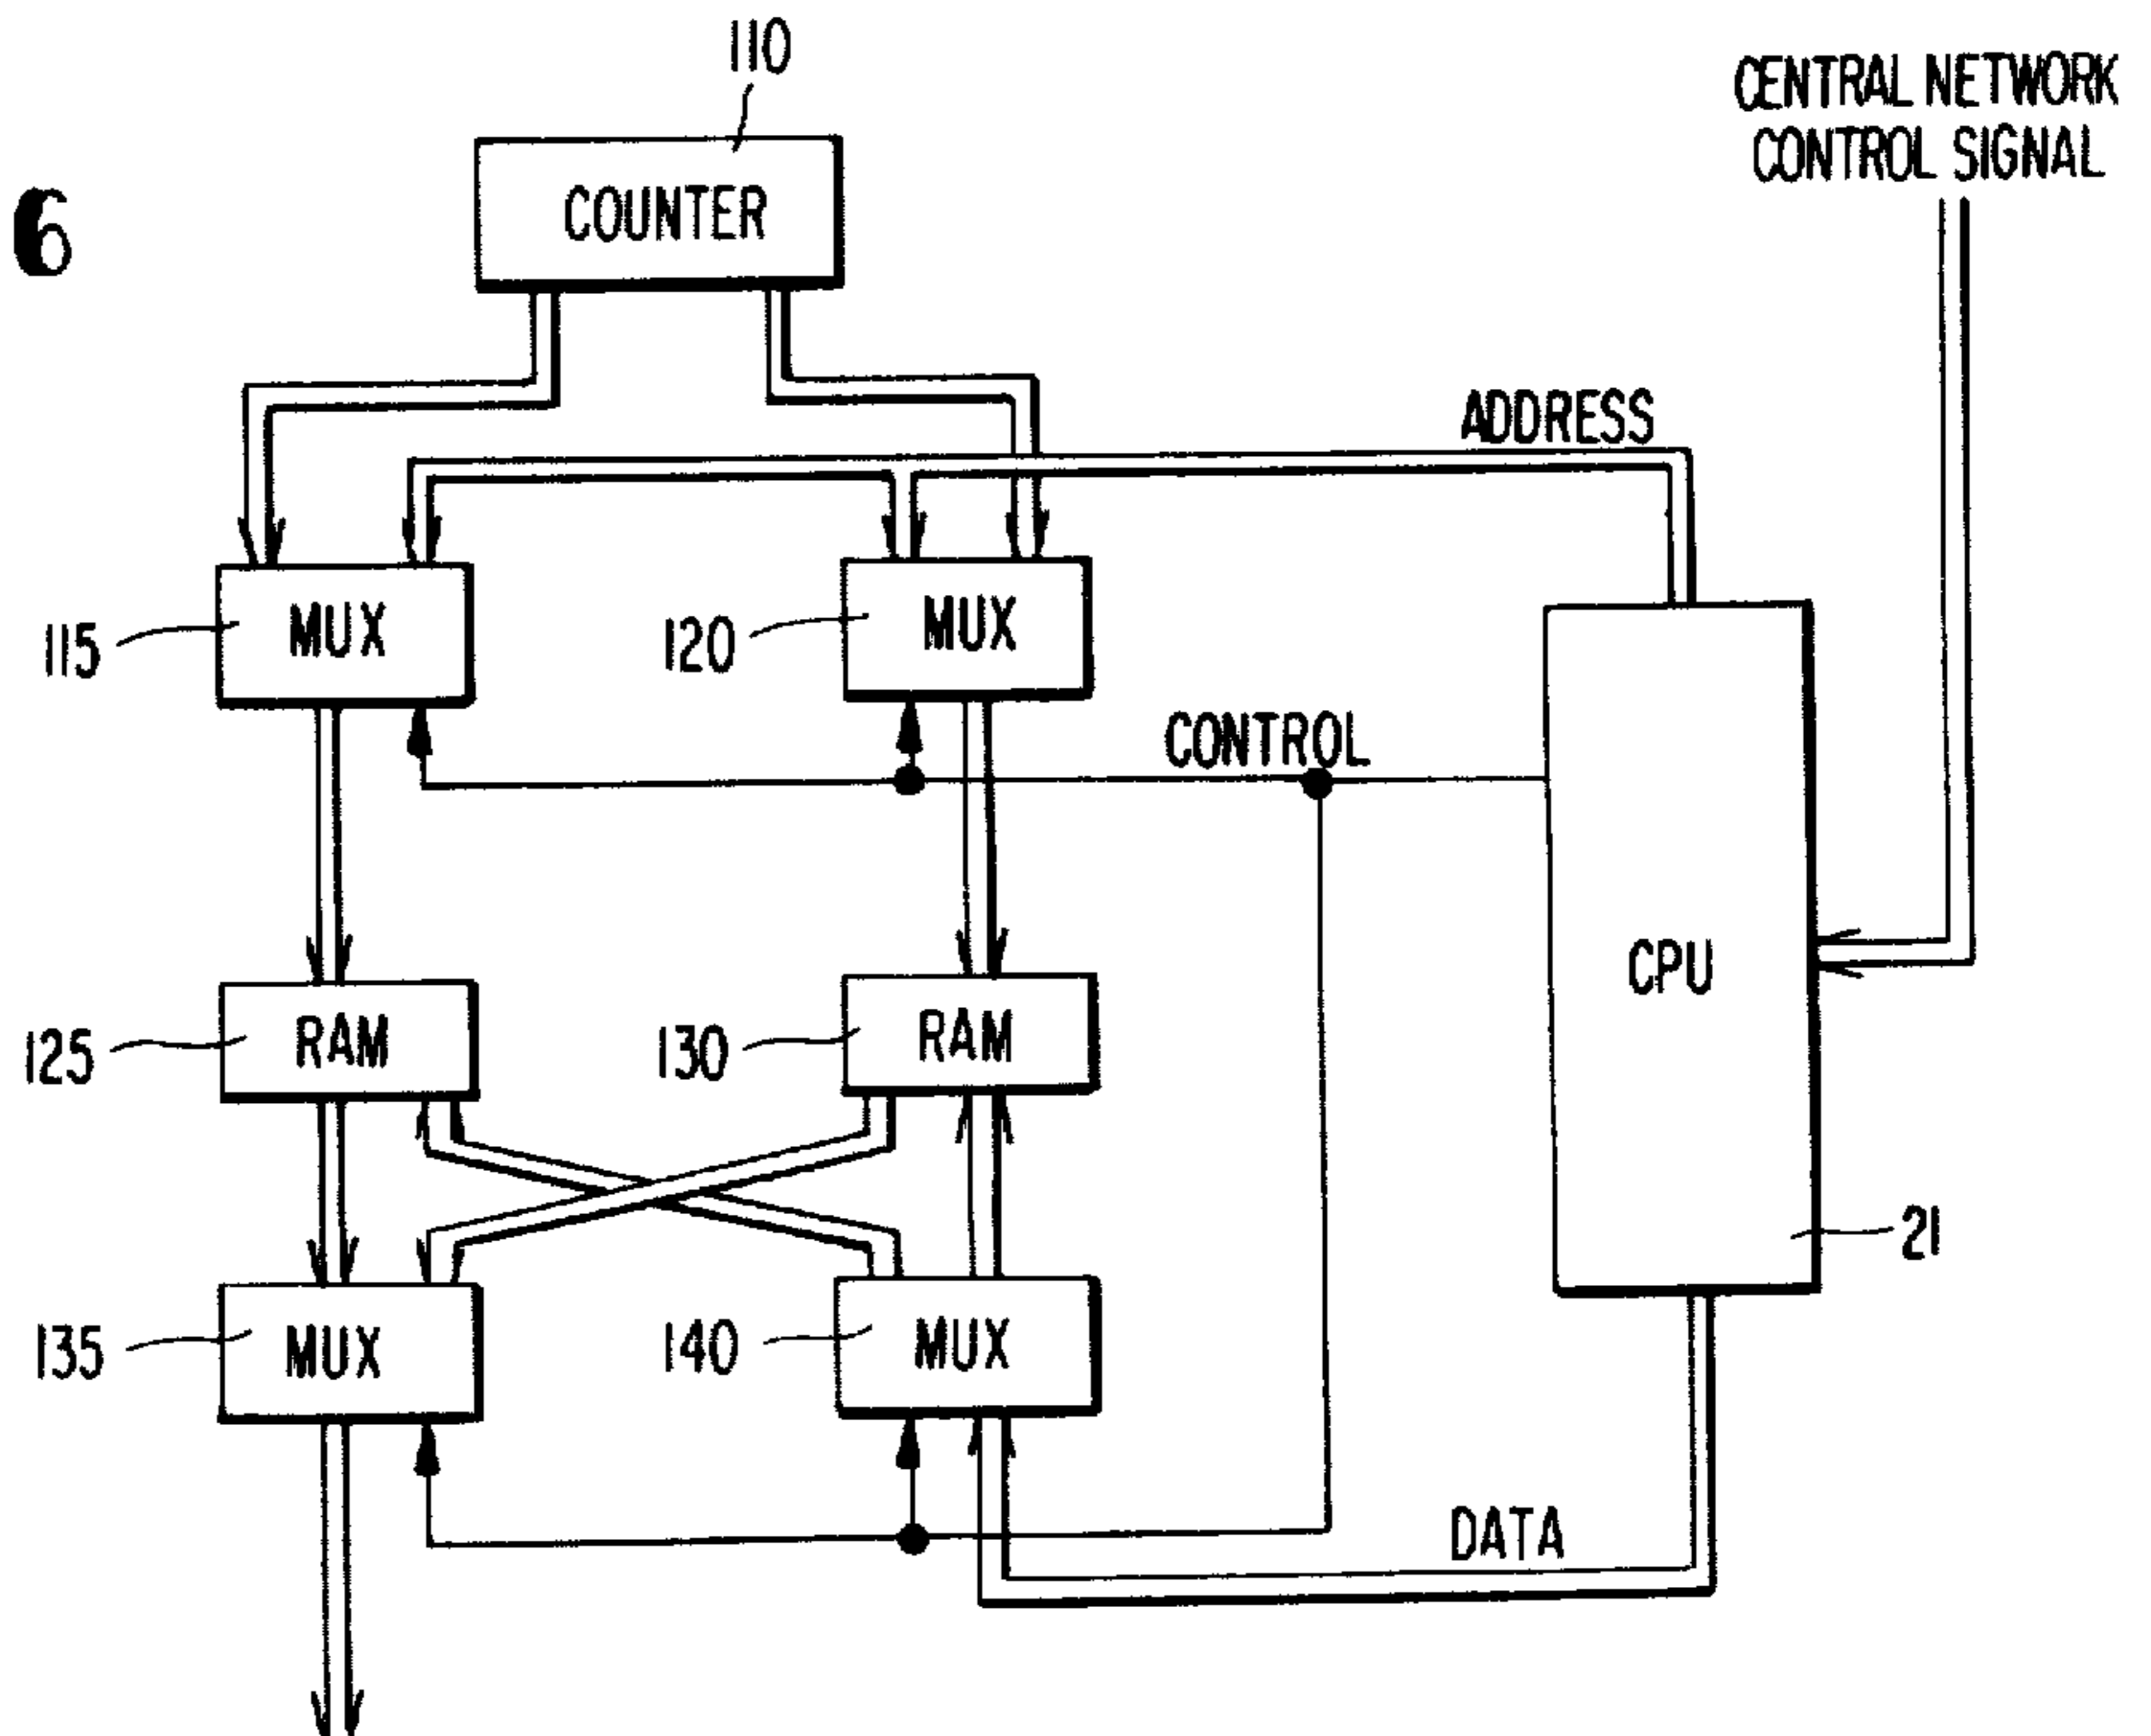 110
CENTRAL NETWORK
CONTROL SIGNAL
6
COUNTER
ADDRESS
115
MUX
120
MUX
CONTROL
CPU
125
RAM
130
RAM
21
135
MUX
140
MUX
DATA